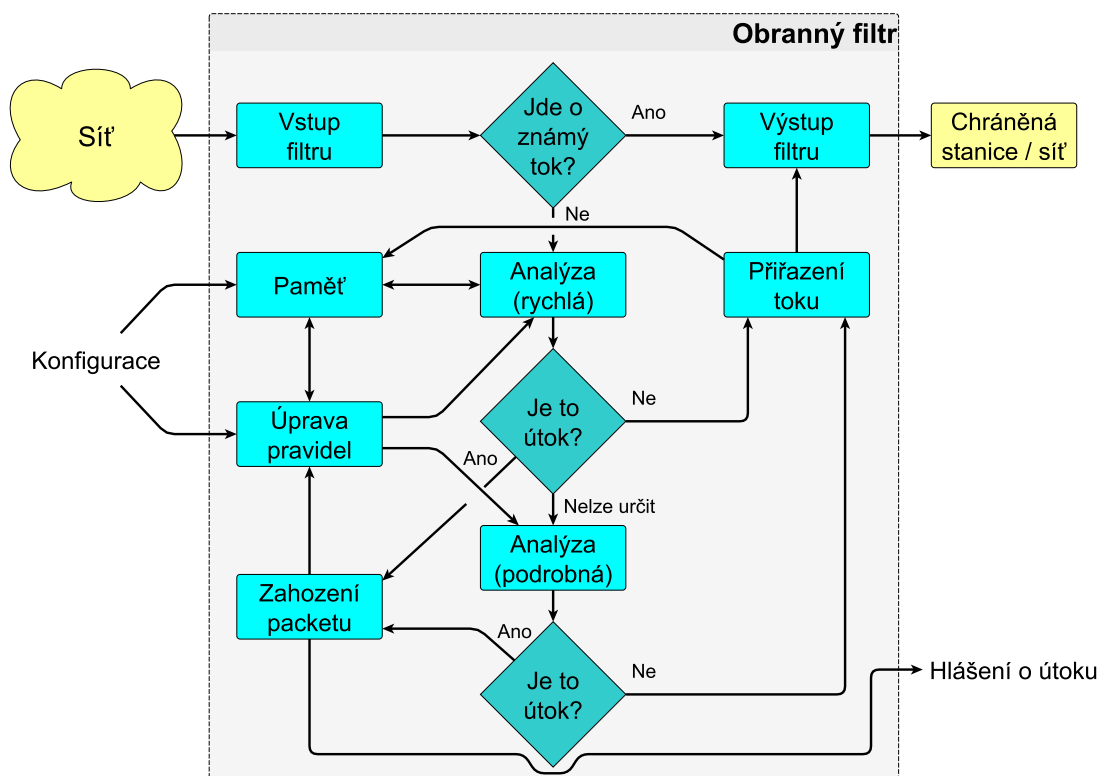 Obranný filtr
Síť
Vstup
filtru
Jde o
známý
tok?
Ano
Výstup
filtru
Chráněná
stanice / síť
Ne
Paměť
Analýza
(rychlá)
Přiřazení
toku
Konfigurace
Úprava
pravidel
Je to
útok?
Ne
Ano
Nelze určit
Analýza
(podrobná)
Zahození
packetu
Ano
Je to
útok?
Ne
Hlášení o útoku